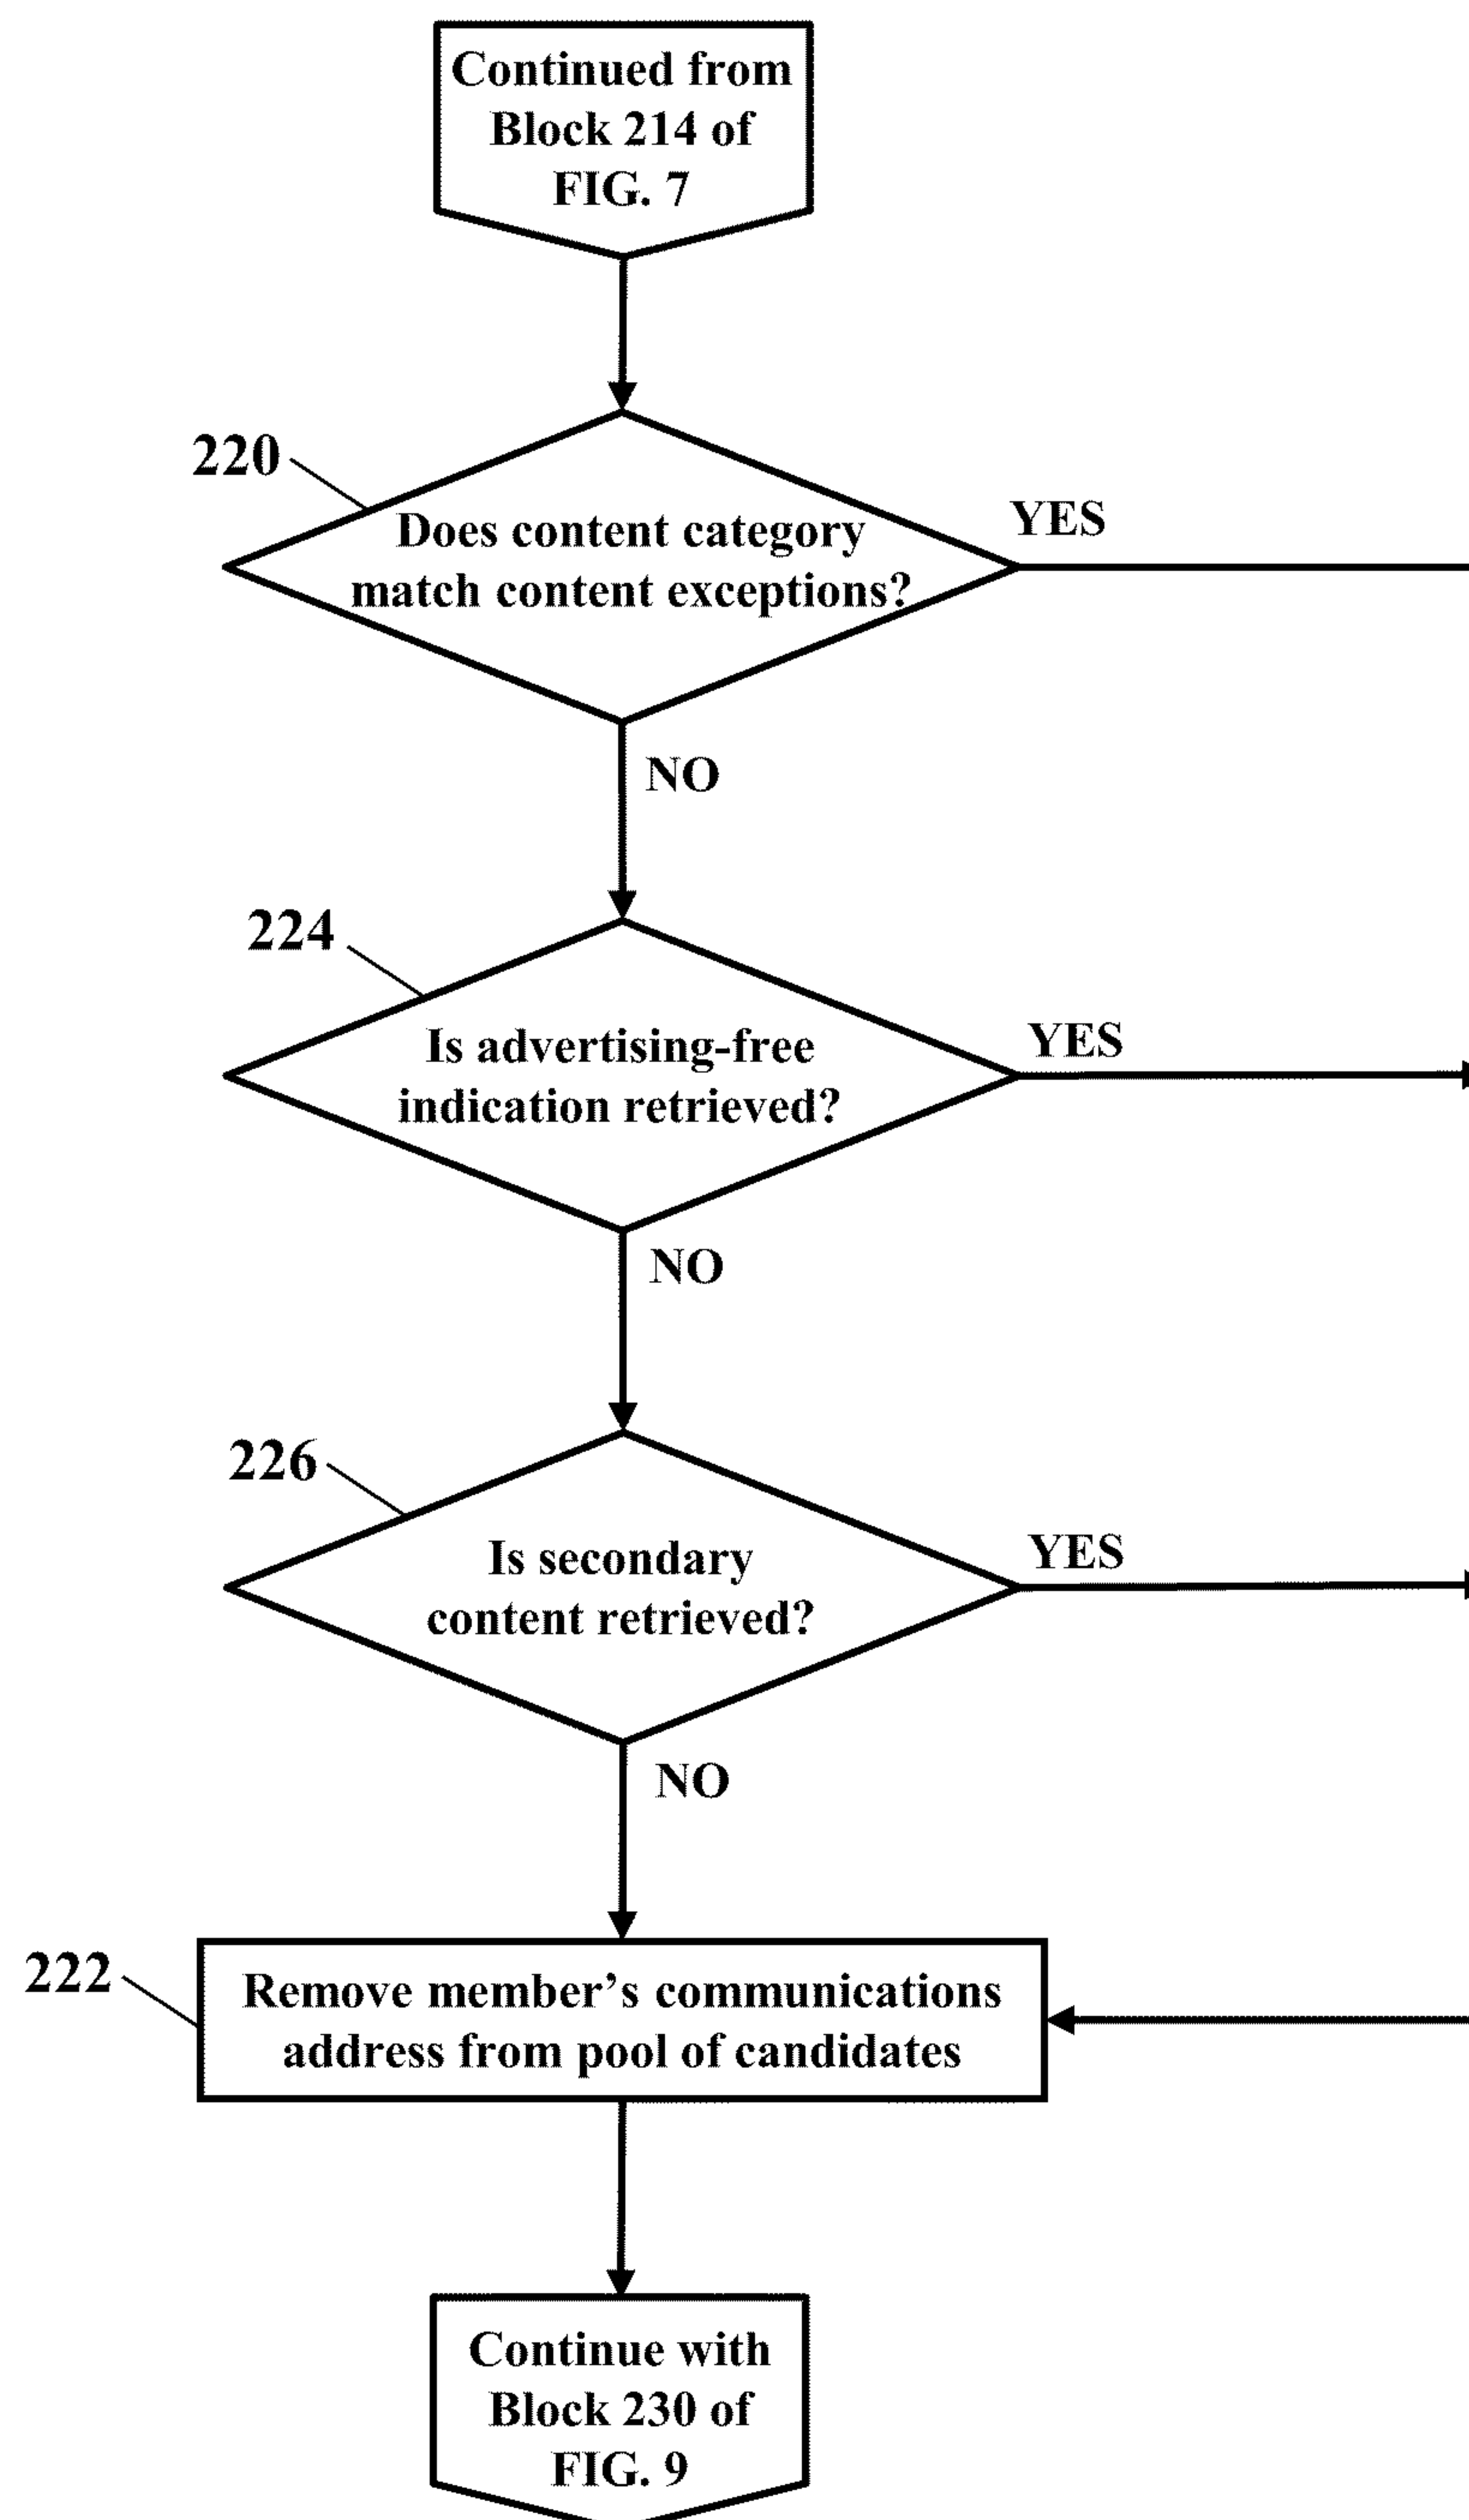 Continued from
Block 214 of
FIG. 7
220
Does content category
match content exceptions?
YES
NO
224
Is advertising-free
indication retrieved?
YES
NO
226
Is secondary
content retrieved?
YES
NO
222
Remove member’s communications
address from pool of candidates
Continue with
Block 230 of
FIG. 9